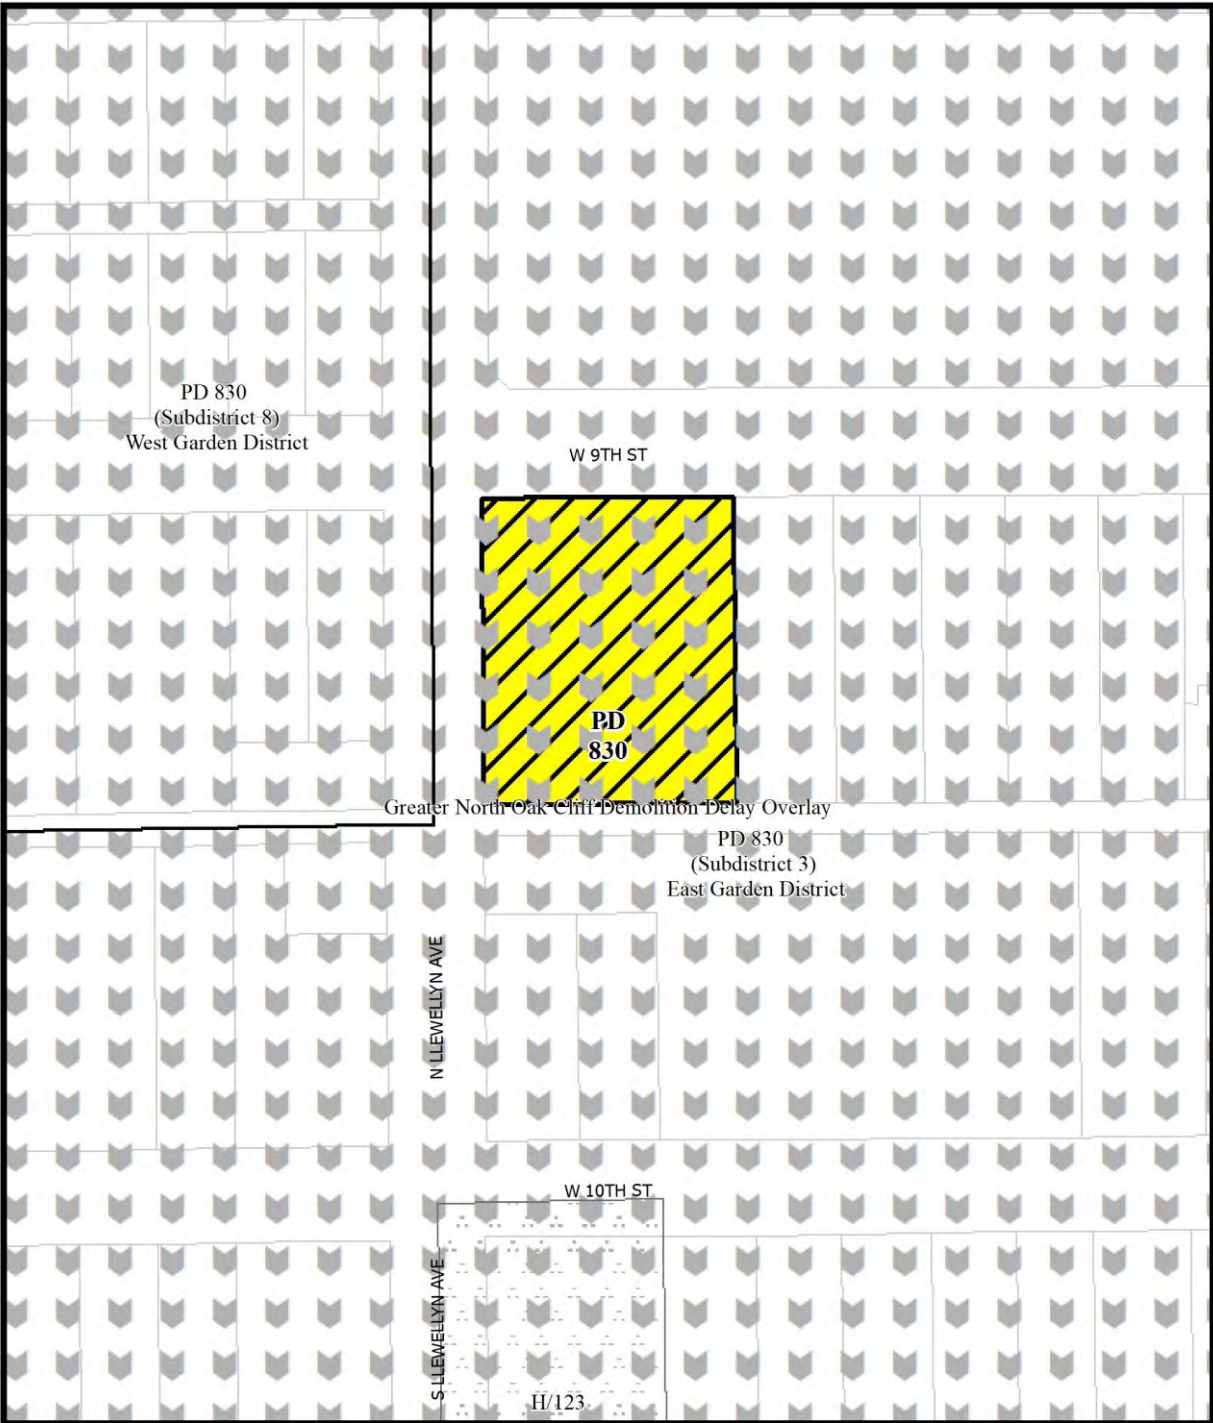 PD 830
(Subdistrict 8)
West Garden District
W 9TH ST
PD
830
Greater North Oak Cliff Demolition Delay Overlay
PD 830
(Subdistrict 3)
East Garden District
N LLEWELLYN AVE
W 10TH ST
S LLEWELLYN AVE
H/123